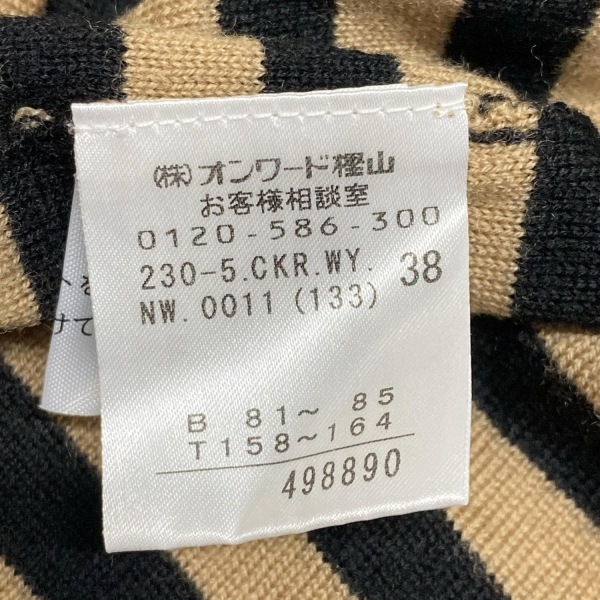 (株)オンワード樫山
お客様相談室
0120-586-300
230-5.CKR.WY. 38
NW.0011 (133)
B 81〜 85
T158〜164
498890